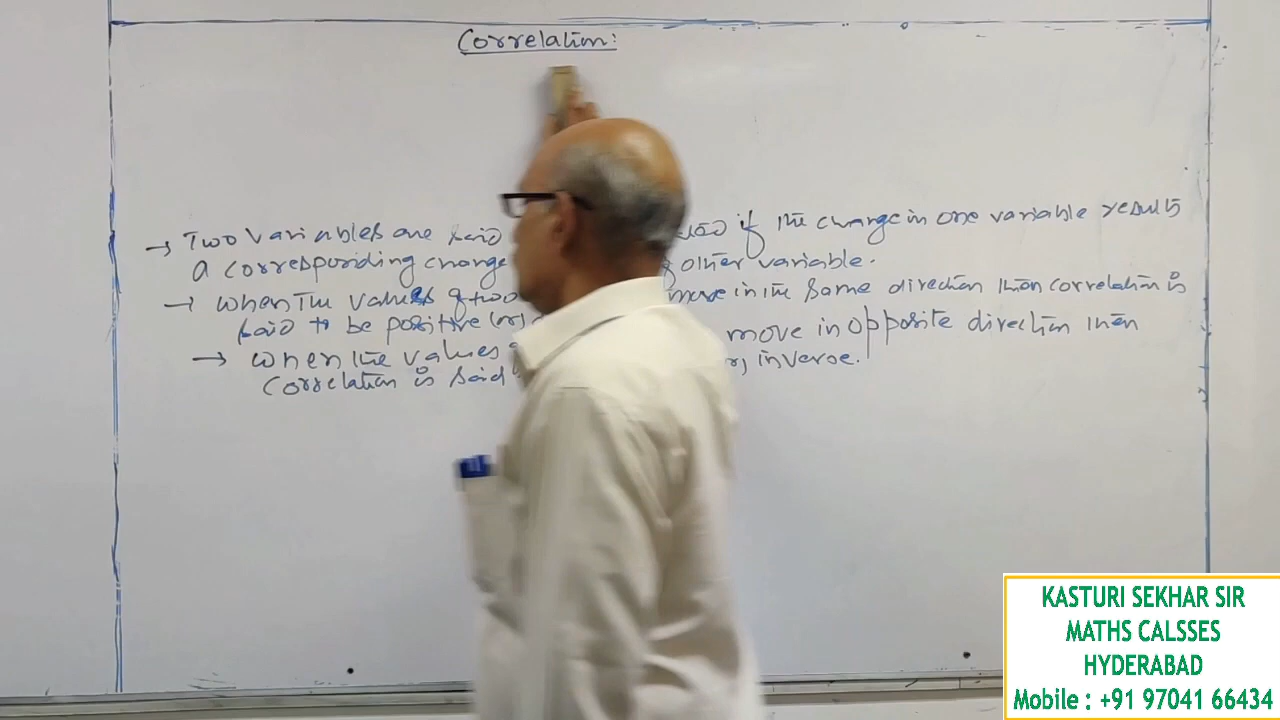 Correlation:
→ Two variables are said if the change in one variable results
a corresponding change other variable.
→ when the values of two move in the same direction then correlation is
said to be positive (or)
→ when the values move in opposite direction then
correlation is said inverse.
KASTURI SEKHAR SIR
MATHS CALSSES
HYDERABAD
Mobile : +91 97041 66434